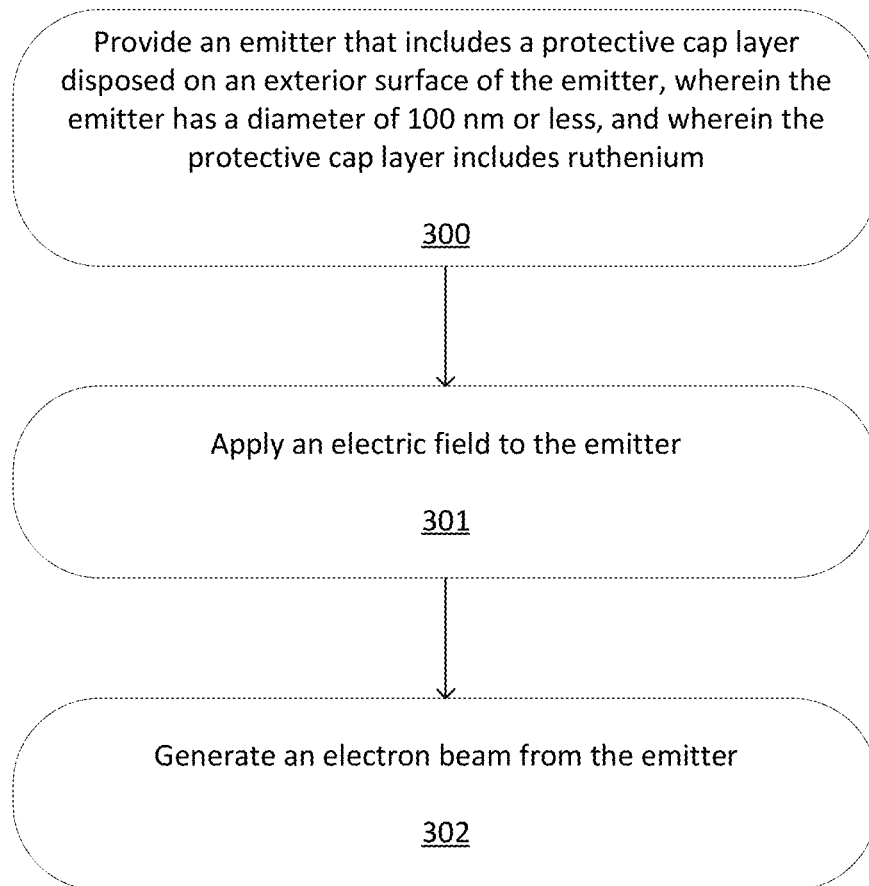 Provide an emitter that includes a protective cap layer
disposed on an exterior surface of the emitter, wherein the
emitter has a diameter of 100 nm or less, and wherein the
protective cap layer includes ruthenium
300
Apply an electric field to the emitter
301
Generate an electron beam from the emitter
302